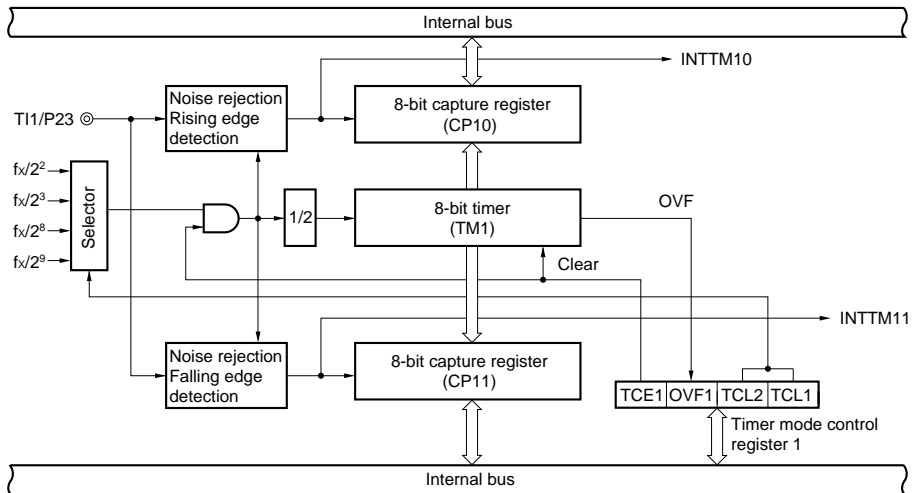 Internal bus
INTTM10
Noise rejection
Rising edge
detection
8-bit capture register
(CP10)
TI1/P23
fx/2²
fx/2³
fx/2⁸
fx/2⁹
Selector
1/2
8-bit timer
(TM1)
OVF
Clear
INTTM11
Noise rejection
Falling edge
detection
8-bit capture register
(CP11)
TCE1 OVF1 TCL2 TCL1
Timer mode control
register 1
Internal bus